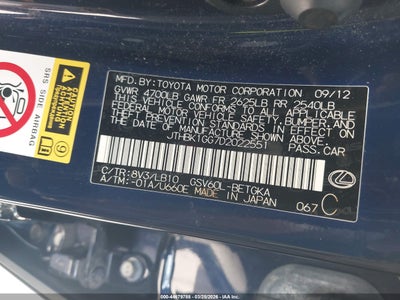 MFD.BY:TOYOTA MOTOR CORPORATION 09/12
GVWR 4700LB GAWR FR 2625LB RR 2540LB
THIS VEHICLE CONFORMS TO ALL APPLICABLE
FEDERAL MOTOR VEHICLE SAFETY, BUMPER, AND
THEFT PREVENTION STANDARDS IN EFFECT ON
THE DATE OF MANUFACTURE SHOWN ABOVE.
JTHBK1GG7D2022551 PASS. CAR
C/TR:8V3/LB10 GSV60L-BETGKA
A/TM:-01A/U660E MADE IN JAPAN
067 C
SRS SIDE AIRBAG